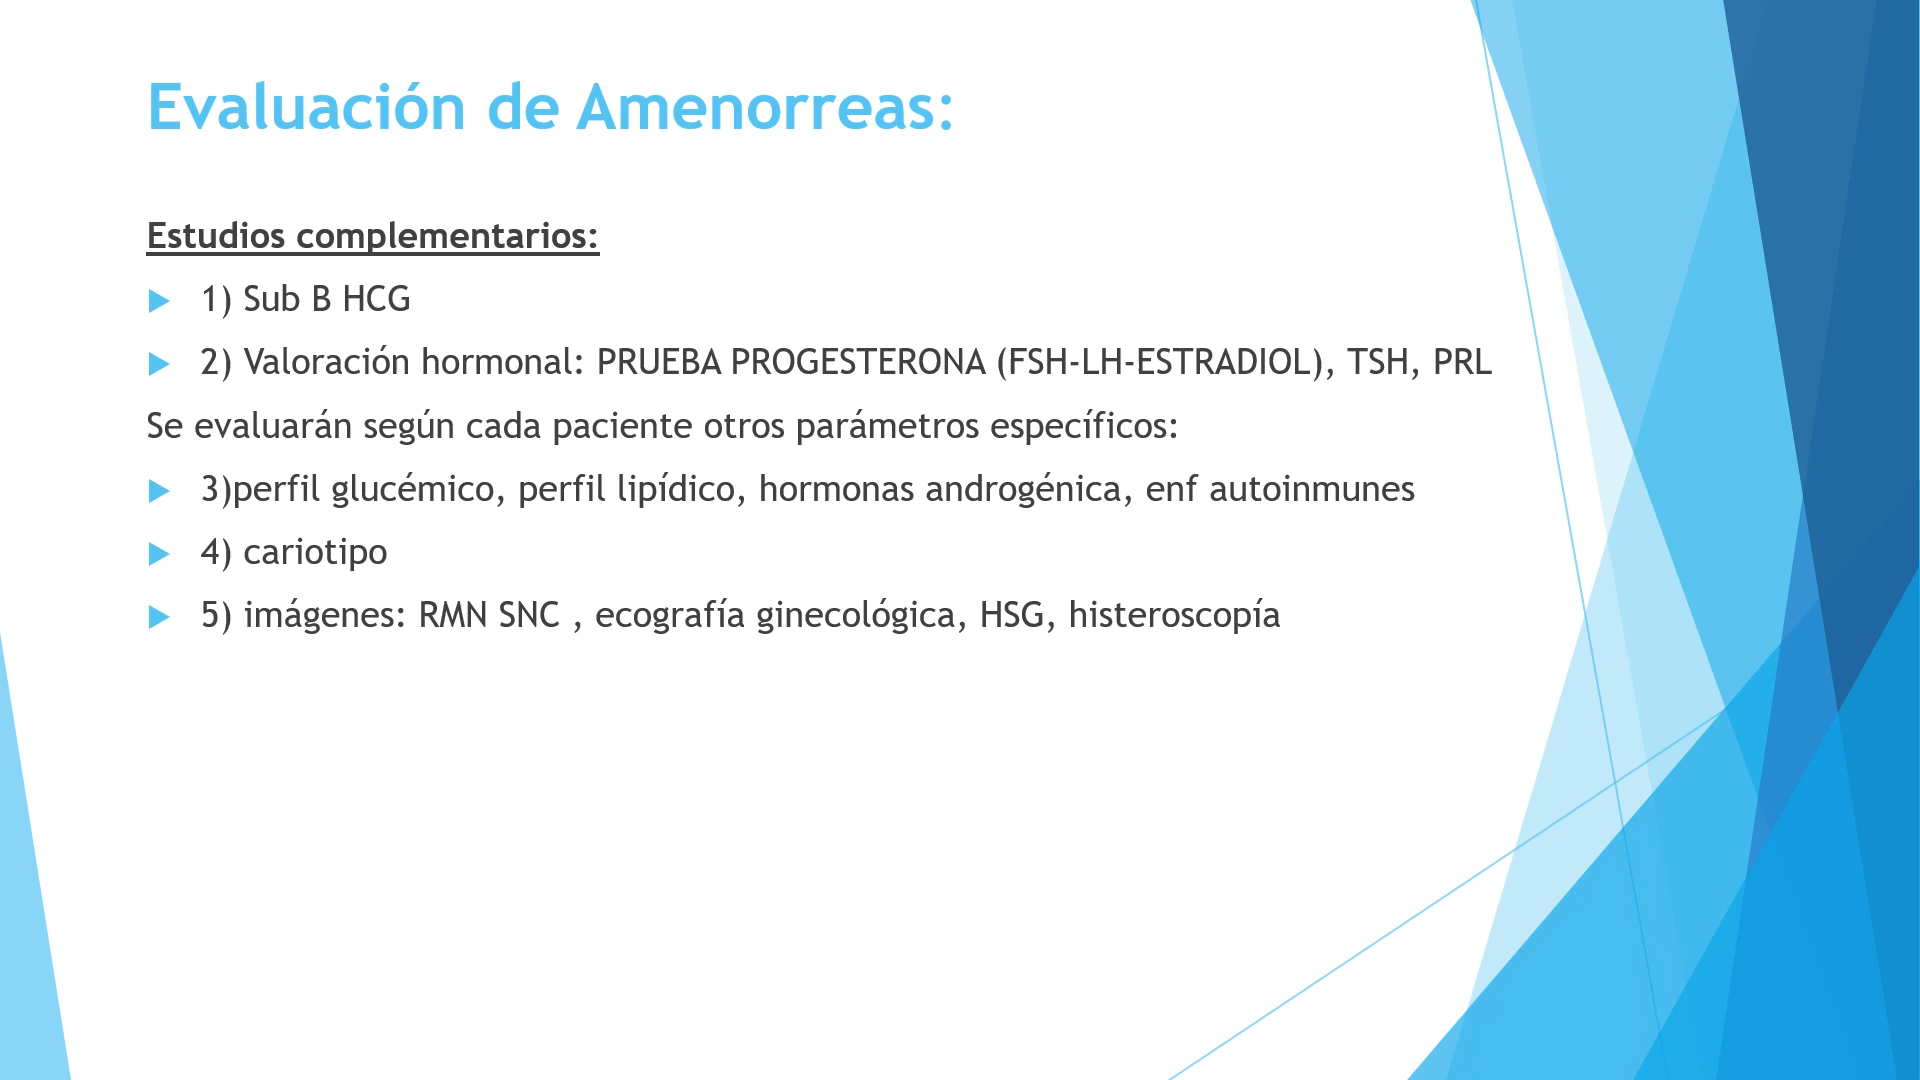 Evaluación de Amenorreas:
Estudios complementarios:
1) Sub B HCG
2) Valoración hormonal: PRUEBA PROGESTERONA (FSH-LH-ESTRADIOL), TSH, PRL
Se evaluarán según cada paciente otros parámetros específicos:
3)perfil glucémico, perfil lipídico, hormonas androgénica, enf autoinmunes
4) cariotipo
5) imágenes: RMN SNC , ecografía ginecológica, HSG, histeroscopía